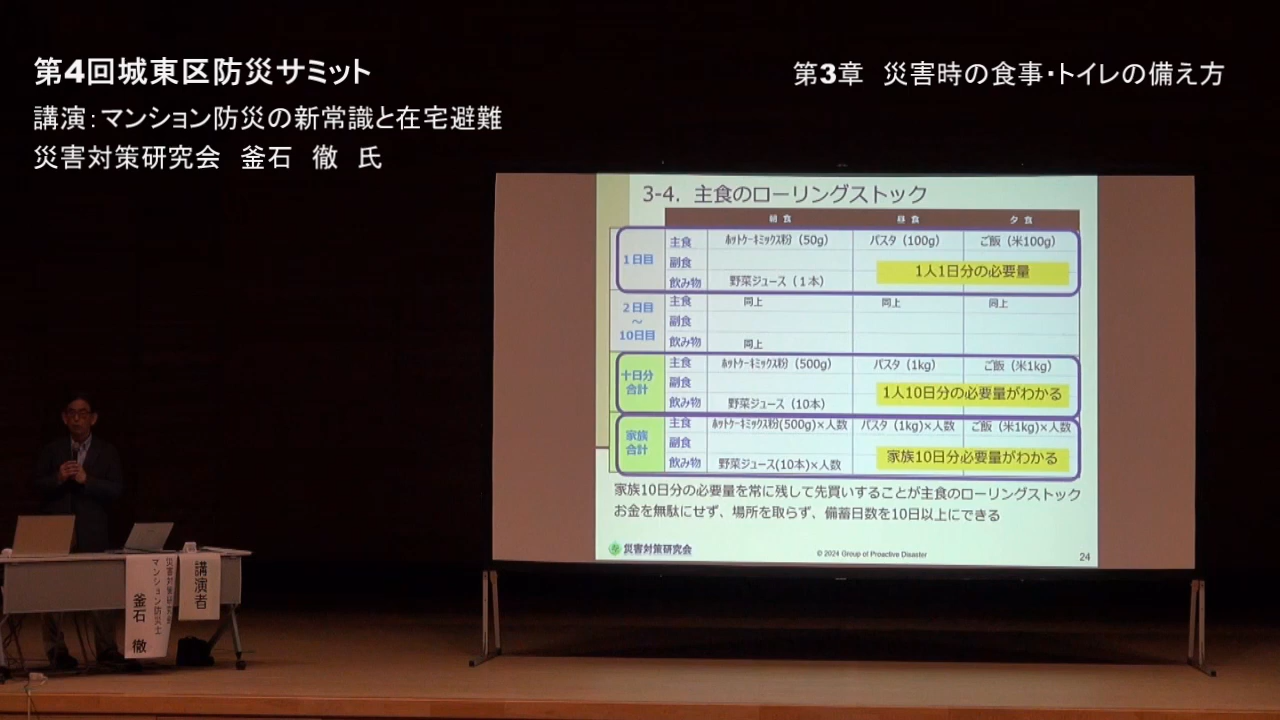 第4回城東区防災サミット
講演：マンション防災の新常識と在宅避難
災害対策研究会　釜石　徹　氏
第3章　災害時の食事・トイレの備え方
3-4. 主食のローリングストック
朝食 昼食 夕食
1日目 主食 ﾎｯﾄｹｰｷﾐｯｸｽ粉（50g） パスタ（100g） ご飯（米100g）
副食 1人1日分の必要量
飲み物 野菜ジュース（1本）
2日目～10日目 主食 同上 同上 同上
副食
飲み物 同上
十日分合計 主食 ﾎｯﾄｹｰｷﾐｯｸｽ粉（500g） パスタ（1kg） ご飯（米1kg）
副食 1人10日分の必要量がわかる
飲み物 野菜ジュース（10本）
家族合計 主食 ﾎｯﾄｹｰｷﾐｯｸｽ粉(500g)×人数 パスタ（1kg)×人数 ご飯（米1kg)×人数
副食 家族10日分必要量がわかる
飲み物 野菜ジュース(10本)×人数
家族10日分の必要量を常に残して先買いすることが主食のローリングストック
お金を無駄にせず、場所を取らず、備蓄日数を10日以上にできる
災害対策研究会
© 2024 Group of Proactive Disaster
24
講演者
災害対策研究会
マンション防災士
釜石　徹